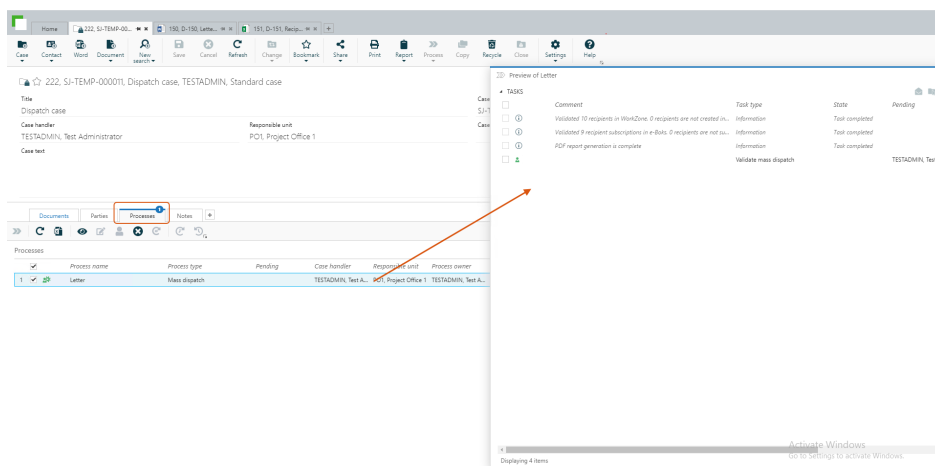 Home
222, SJ-TEMP-00...
150, D-150, Lette...
151, D-151, Recip...
Case
Contact
Word
Document
New search
Save
Cancel
Refresh
Change
Bookmark
Share
Print
Report
Process
Copy
Recycle
Close
Settings
Help
222, SJ-TEMP-000011, Dispatch case, TESTADMIN, Standard case
Title
Case
Dispatch case
SJ-T
Case handler
Responsible unit
Case
TESTADMIN, Test Administrator
PO1, Project Office 1
Case text
Documents
Parties
Processes
1
Notes
Processes
Process name
Process type
Pending
Case handler
Responsible unit
Process owner
1
Letter
Mass dispatch
TESTADMIN, Test A...
PO1, Project Office 1
TESTADMIN, Test A...
Preview of Letter
TASKS
Comment
Task type
State
Pending
Validated 10 recipients in WorkZone. 0 recipients are not created in...
Information
Task completed
Validated 9 recipient subscriptions in e-Boks. 0 recipients are not su...
Information
Task completed
PDF report generation is complete
Information
Task completed
Validate mass dispatch
TESTADMIN, Tes
Displaying 4 items
Activate Windows
Go to Settings to activate Windows.